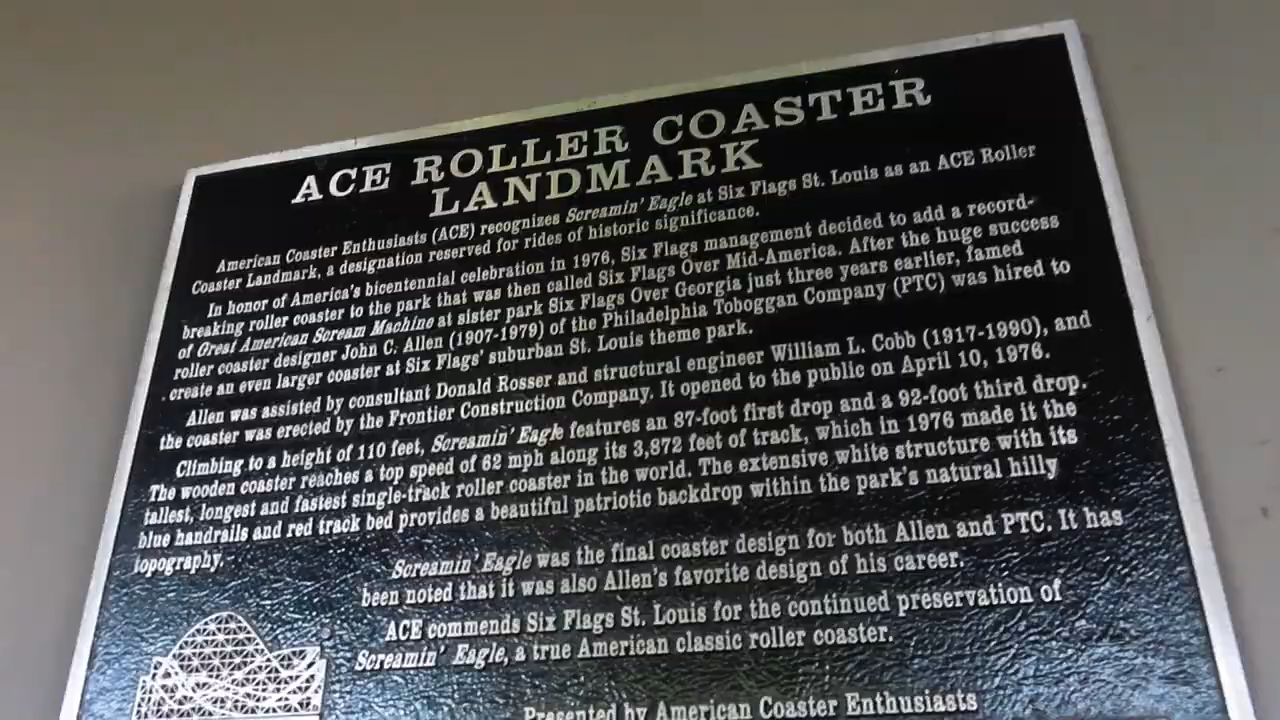 ACE ROLLER COASTER
LANDMARK
American Coaster Enthusiasts (ACE) recognizes Screamin' Eagle at Six Flags St. Louis as an ACE Roller
Coaster Landmark, a designation reserved for rides of historic significance.
In honor of America's bicentennial celebration in 1976, Six Flags management decided to add a record-
breaking roller coaster to the park that was then called Six Flags Over Mid-America. After the huge success
of Great American Scream Machine at sister park Six Flags Over Georgia just three years earlier, famed
roller coaster designer John C. Allen (1907-1979) of the Philadelphia Toboggan Company (PTC) was hired to
create an even larger coaster at Six Flags' suburban St. Louis theme park.
Allen was assisted by consultant Donald Rosser and structural engineer William L. Cobb (1917-1990), and
the coaster was erected by the Frontier Construction Company. It opened to the public on April 10, 1976.
Climbing to a height of 110 feet, Screamin' Eagle features an 87-foot first drop and a 92-foot third drop.
The wooden coaster reaches a top speed of 62 mph along its 3,872 feet of track, which in 1976 made it the
tallest, longest and fastest single-track roller coaster in the world. The extensive white structure with its
blue handrails and red track bed provides a beautiful patriotic backdrop within the park's natural hilly
topography.
Screamin' Eagle was the final coaster design for both Allen and PTC. It has
been noted that it was also Allen's favorite design of his career.
ACE commends Six Flags St. Louis for the continued preservation of
Screamin' Eagle, a true American classic roller coaster.
Presented by American Coaster Enthusiasts